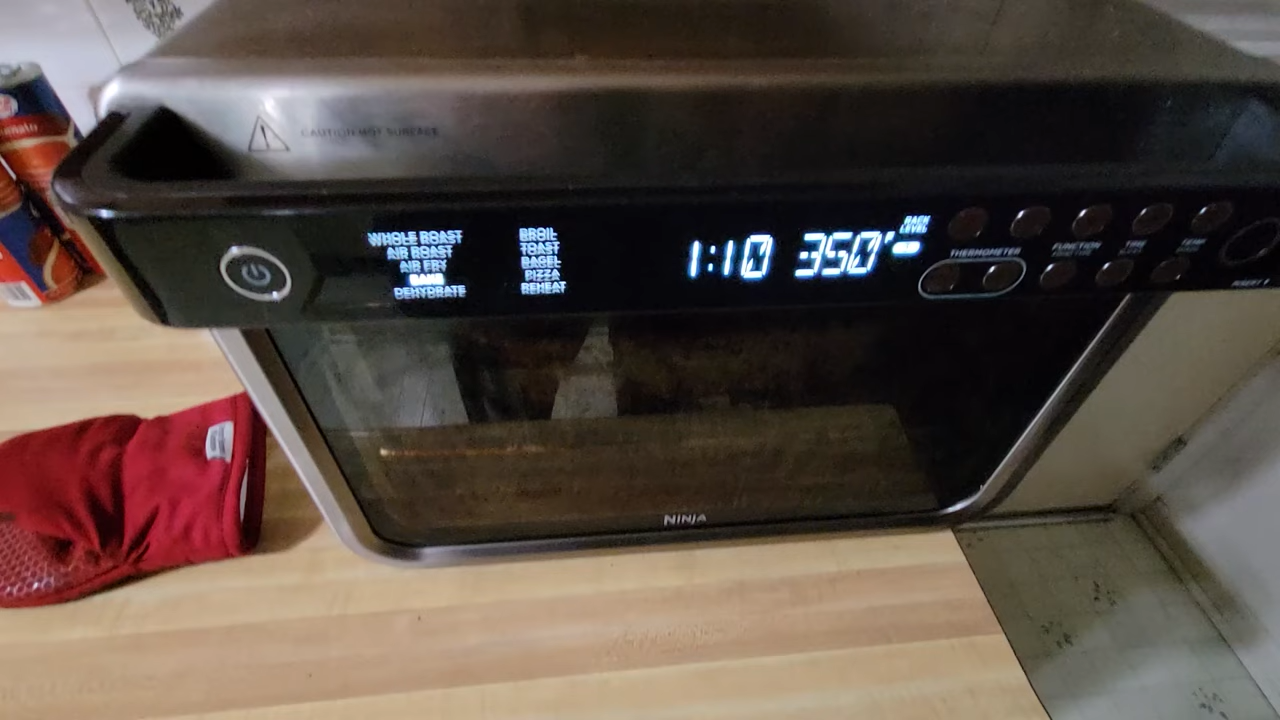 CAUTION HOT SURFACE
WHOLE ROAST
AIR ROAST
AIR FRY
BAKE
DEHYDRATE
BROIL
TOAST
BAGEL
PIZZA
REHEAT
1:10 350°F
RACK
LEVEL
THERMOMETER
FUNCTION
TIME
TEMP
NINJA